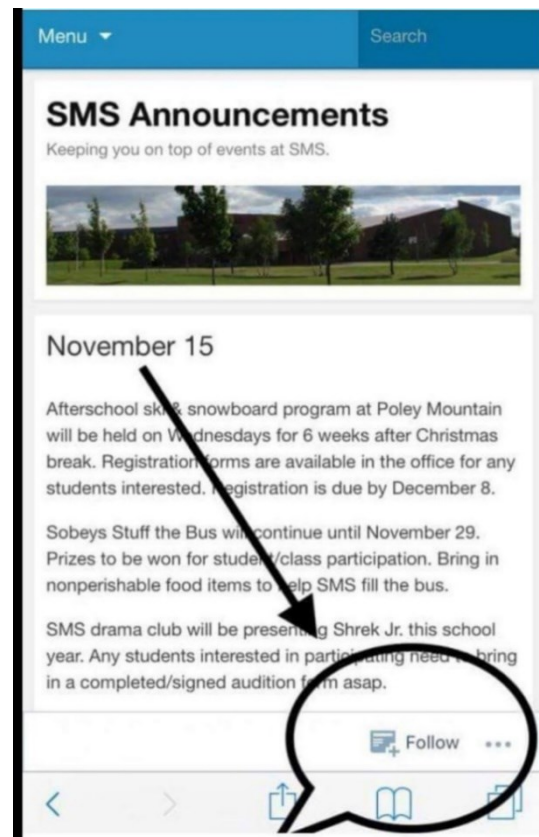 Menu
Search
SMS Announcements
Keeping you on top of events at SMS.
November 15
Afterschool ski & snowboard program at Poley Mountain
will be held on Wednesdays for 6 weeks after Christmas
break. Registration forms are available in the office for any
students interested. Registration is due by December 8.
Sobeys Stuff the Bus will continue until November 29.
Prizes to be won for student/class participation. Bring in
nonperishable food items to help SMS fill the bus.
SMS drama club will be presenting Shrek Jr. this school
year. Any students interested in participating need to bring
in a completed/signed audition form asap.
Follow